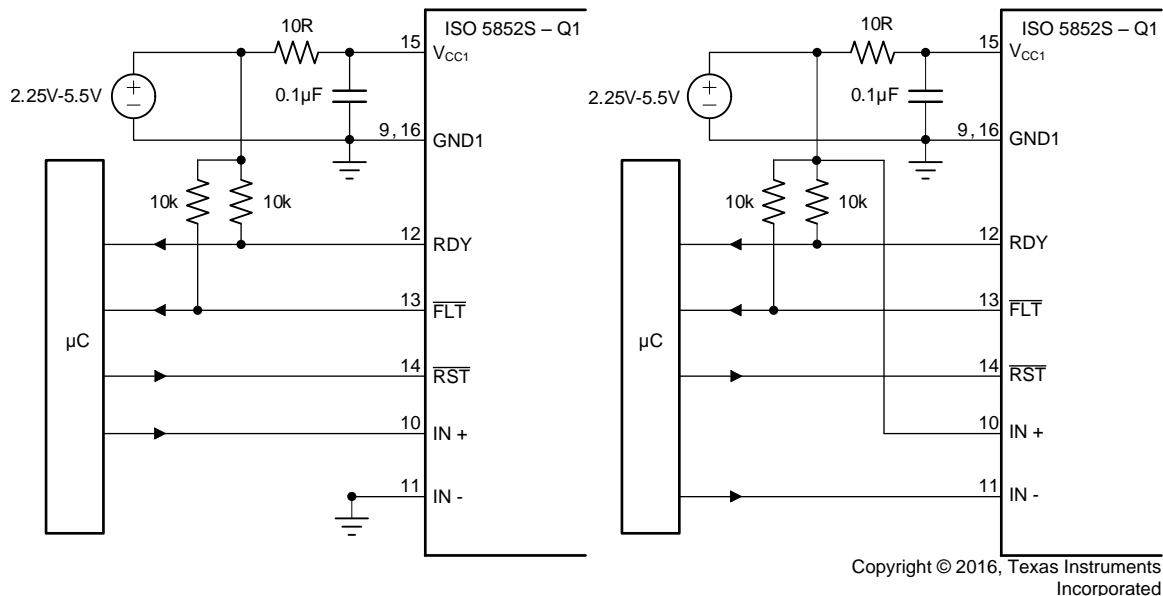 10R
ISO 5852S – Q1
15
VCC1
2.25V-5.5V
0.1µF
9, 16
GND1
10k
10k
12
RDY
13
FLT
µC
14
RST
10
IN +
11
IN -
10R
ISO 5852S – Q1
15
VCC1
2.25V-5.5V
0.1µF
9, 16
GND1
10k
10k
12
RDY
13
FLT
µC
14
RST
10
IN +
11
IN -
Copyright © 2016, Texas Instruments
Incorporated